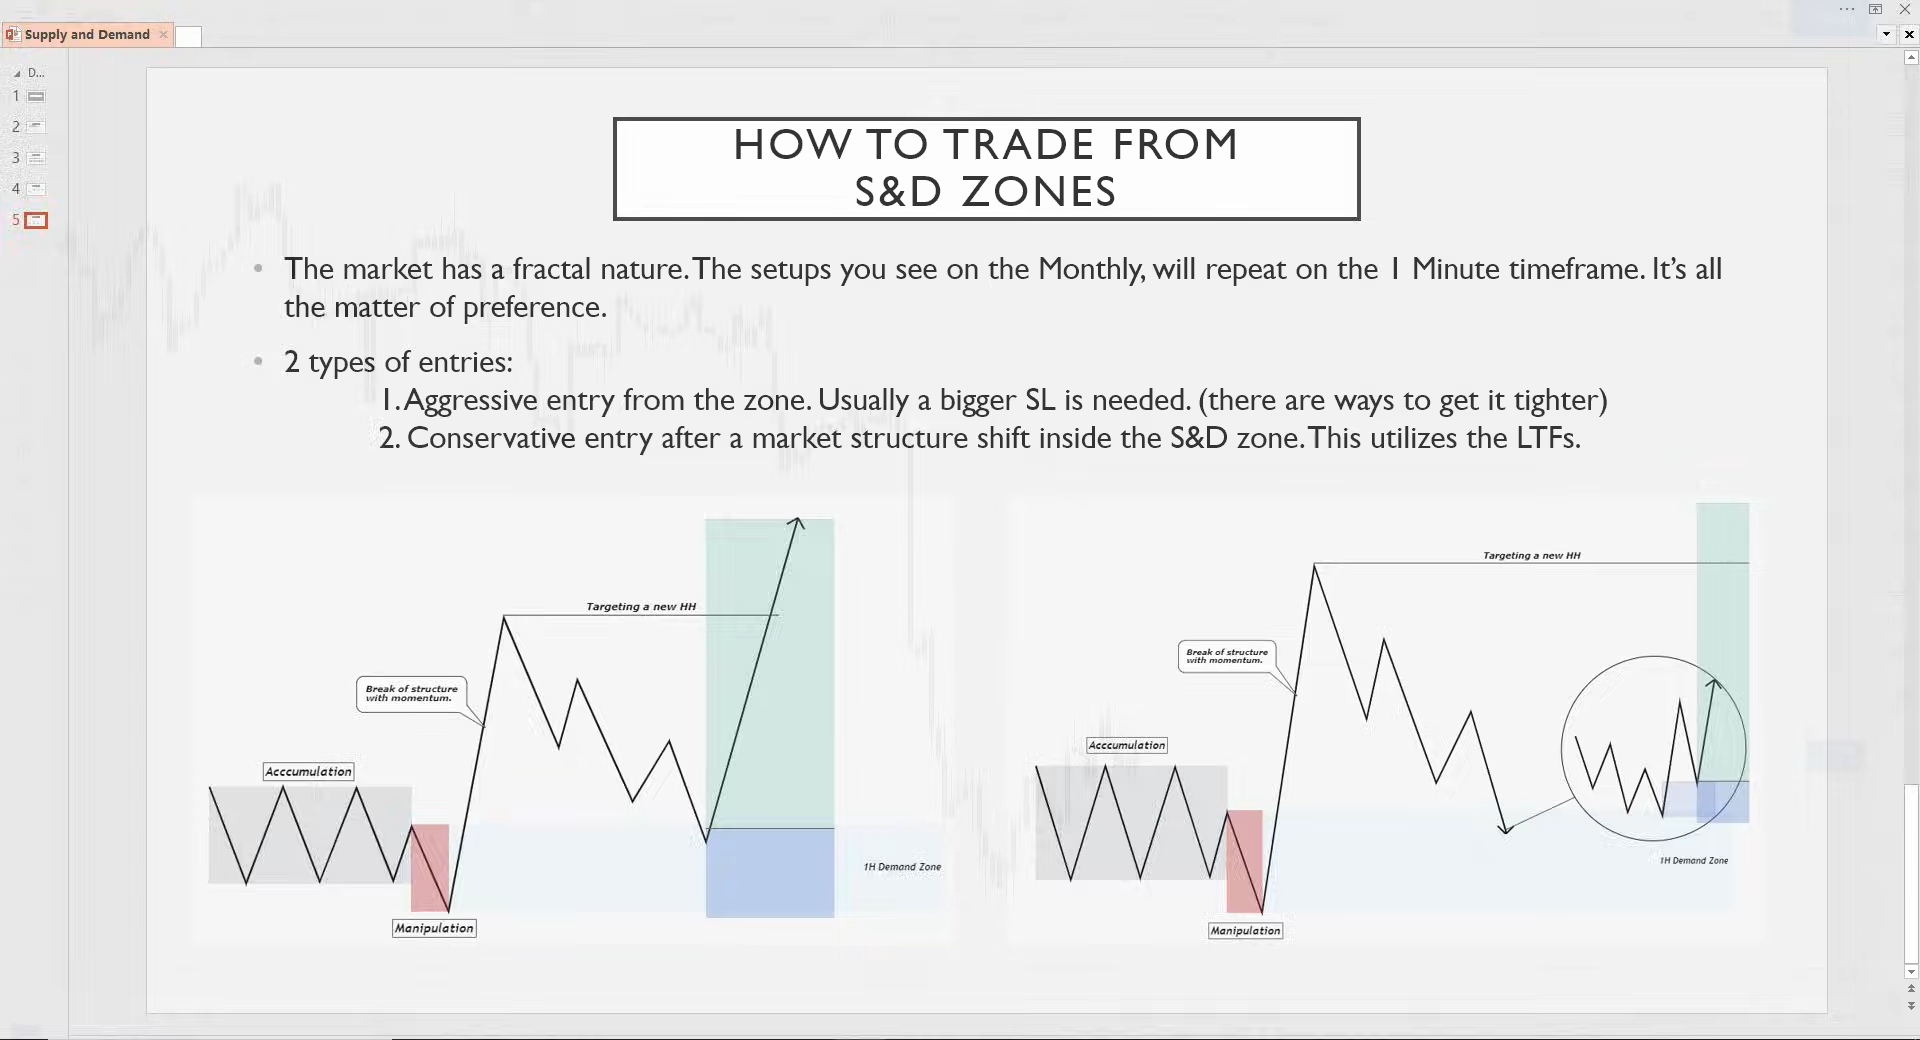 Supply and Demand
D...
1
2
3
4
5
HOW TO TRADE FROM
S&D ZONES
The market has a fractal nature. The setups you see on the Monthly, will repeat on the 1 Minute timeframe. It's all
the matter of preference.
2 types of entries:
1. Aggressive entry from the zone. Usually a bigger SL is needed. (there are ways to get it tighter)
2. Conservative entry after a market structure shift inside the S&D zone. This utilizes the LTFs.
Targeting a new HH
Break of structure
with momentum.
Acccumulation
1H Demand Zone
Manipulation
Targeting a new HH
Break of structure
with momentum.
Acccumulation
1H Demand Zone
Manipulation